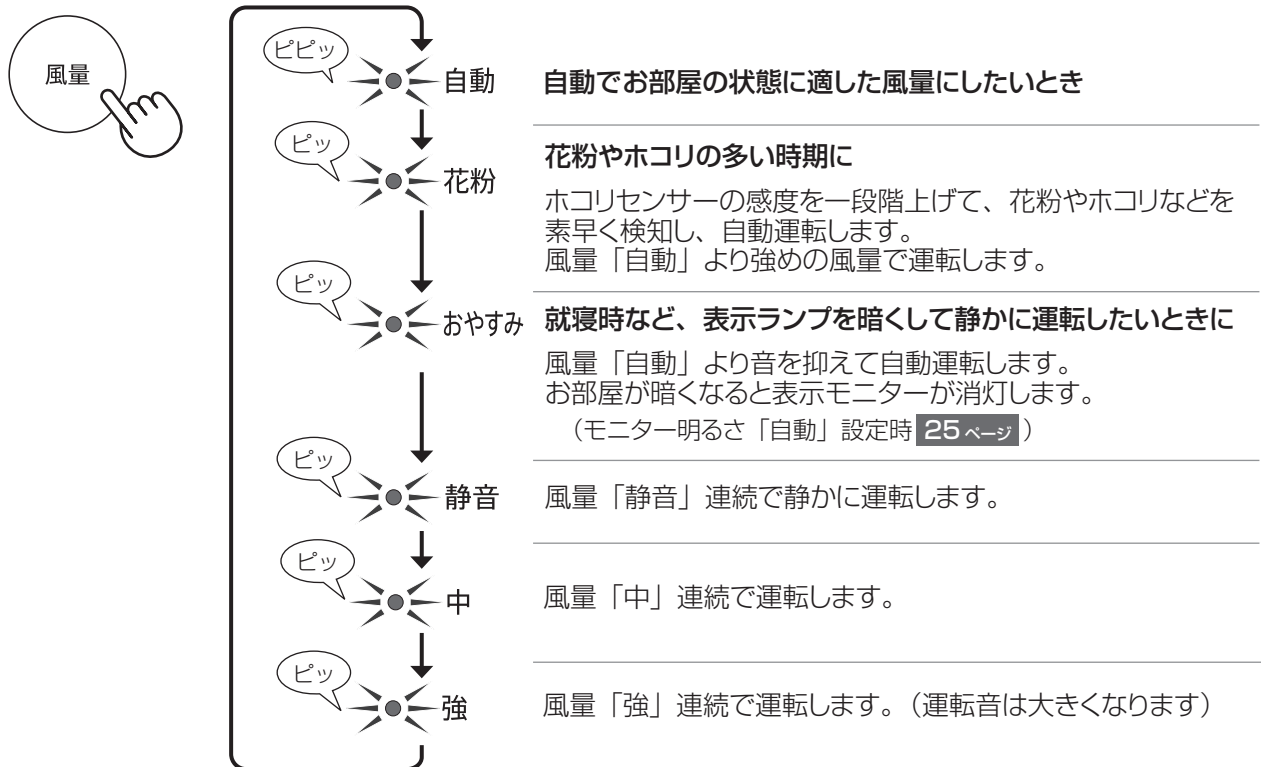 風量
ピピッ
自動
自動でお部屋の状態に適した風量にしたいとき
ピッ
花粉
花粉やホコリの多い時期に
ホコリセンサーの感度を一段階上げて、花粉やホコリなどを
素早く検知し、自動運転します。
風量「自動」より強めの風量で運転します。
ピッ
おやすみ
就寝時など、表示ランプを暗くして静かに運転したいときに
風量「自動」より音を抑えて自動運転します。
お部屋が暗くなると表示モニターが消灯します。
（モニター明るさ「自動」設定時 25ページ）
ピッ
静音
風量「静音」連続で静かに運転します。
ピッ
中
風量「中」連続で運転します。
ピッ
強
風量「強」連続で運転します。（運転音は大きくなります）